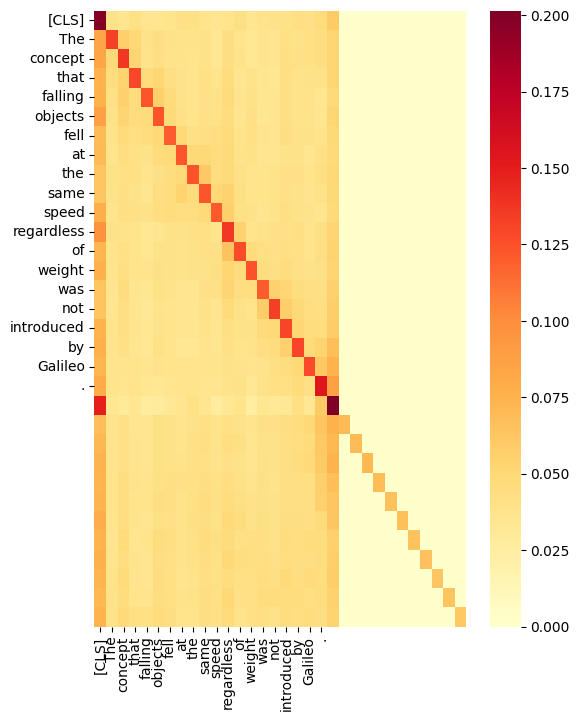 [CLS]
The
concept
that
falling
objects
fell
at
the
same
speed
regardless
of
weight
was
not
introduced
by
Galileo
.
[CLS]
The
concept
that
falling
objects
fell
at
the
same
speed
regardless
of
weight
was
not
introduced
by
Galileo
.
0.200
0.175
0.150
0.125
0.100
0.075
0.050
0.025
0.000